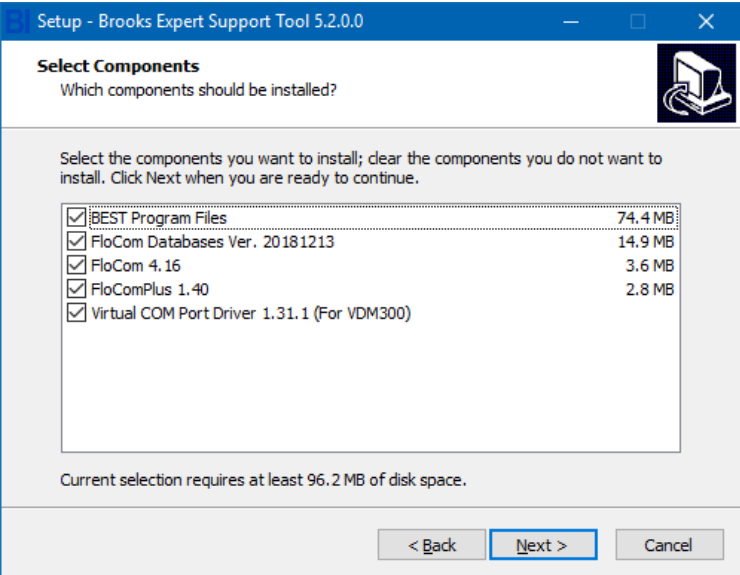 BI Setup - Brooks Expert Support Tool 5.2.0.0
Select Components
Which components should be installed?
Select the components you want to install; clear the components you do not want to
install. Click Next when you are ready to continue.
BEST Program Files 74.4 MB
FloCom Databases Ver. 20181213 14.9 MB
FloCom 4.16 3.6 MB
FloComPlus 1.40 2.8 MB
Virtual COM Port Driver 1.31.1 (For VDM300)
Current selection requires at least 96.2 MB of disk space.
< Back Next > Cancel